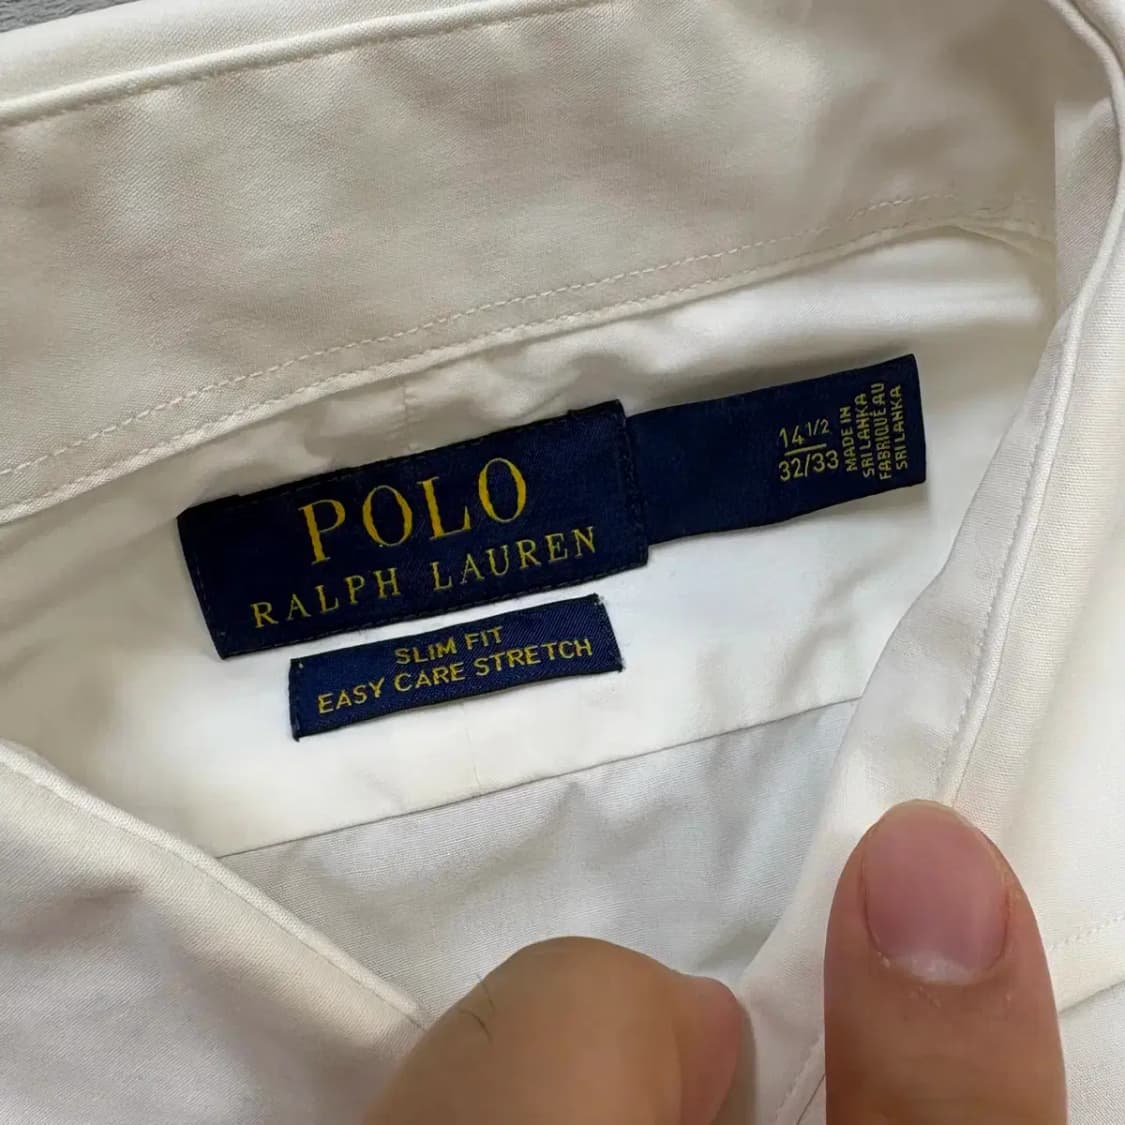 POLO
RALPH LAUREN
14 1/2
32/33
MADE IN
SRI LANKA
FABRIQUÉ AU
SRI LANKA
SLIM FIT
EASY CARE STRETCH